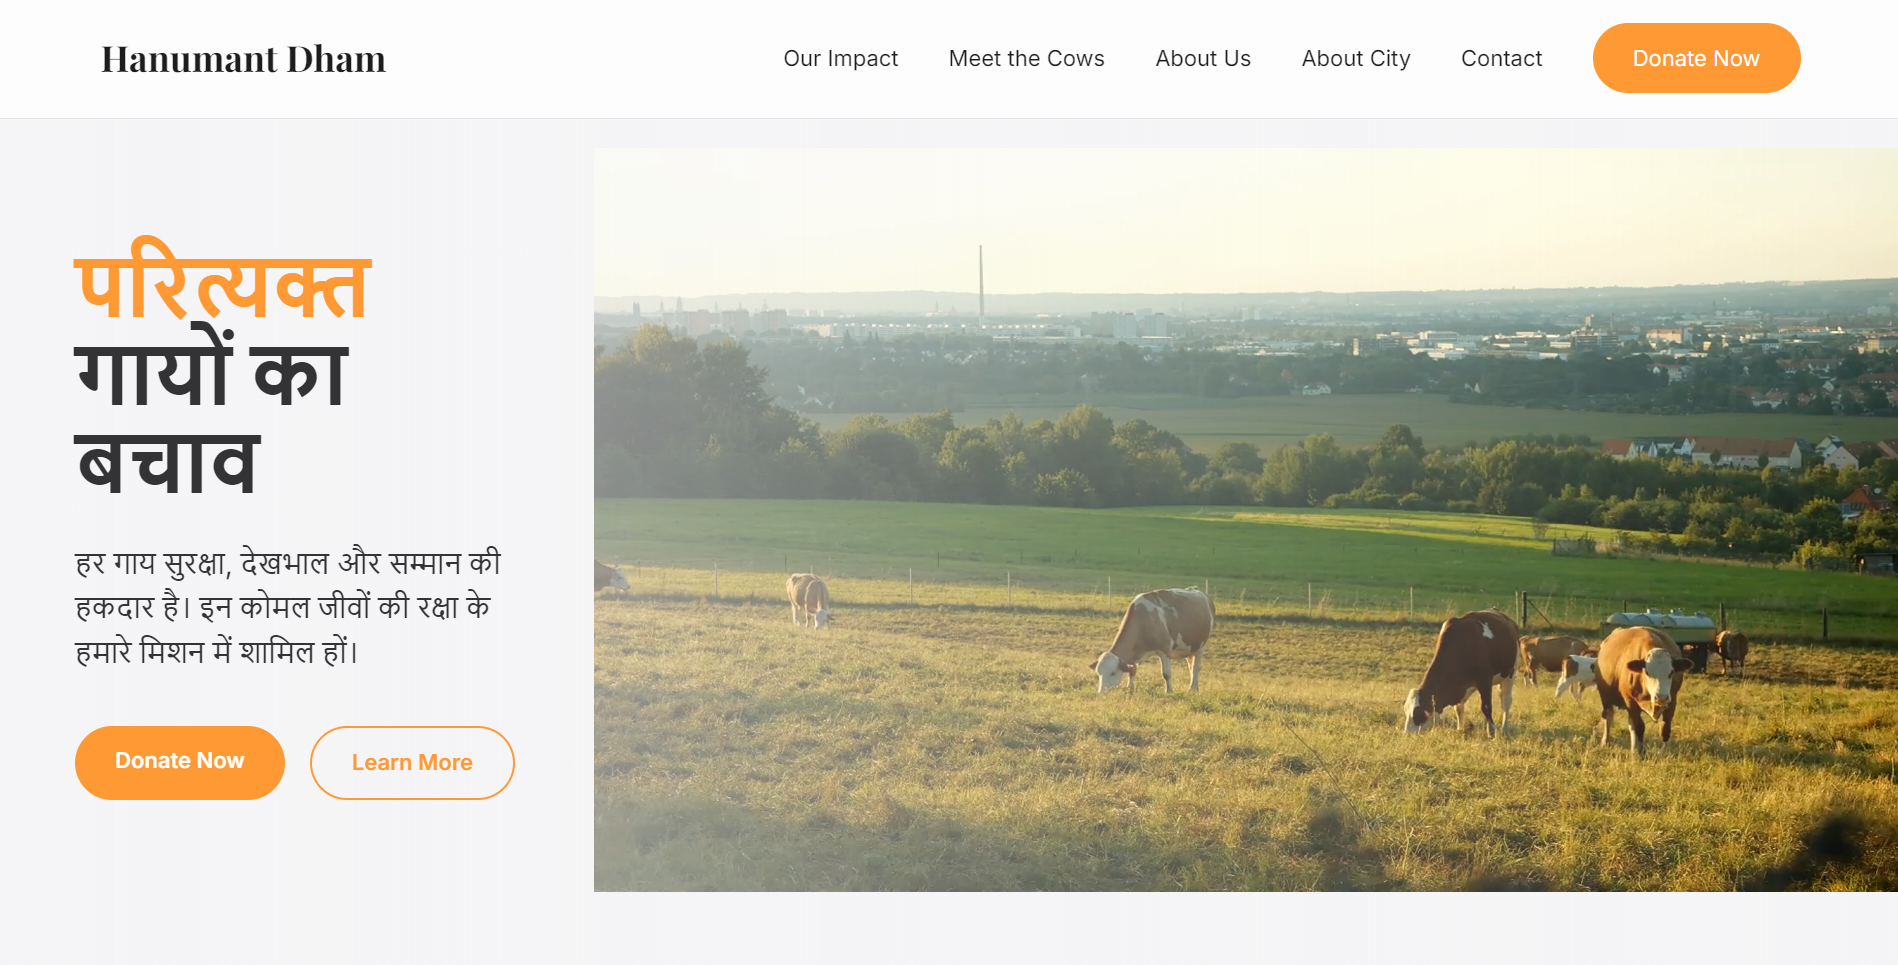 Hanumant Dham
Our Impact
Meet the Cows
About Us
About City
Contact
Donate Now
परित्यक्त
गायों का
बचाव
हर गाय सुरक्षा, देखभाल और सम्मान की
हकदार है। इन कोमल जीवों की रक्षा के
हमारे मिशन में शामिल हों।
Donate Now
Learn More